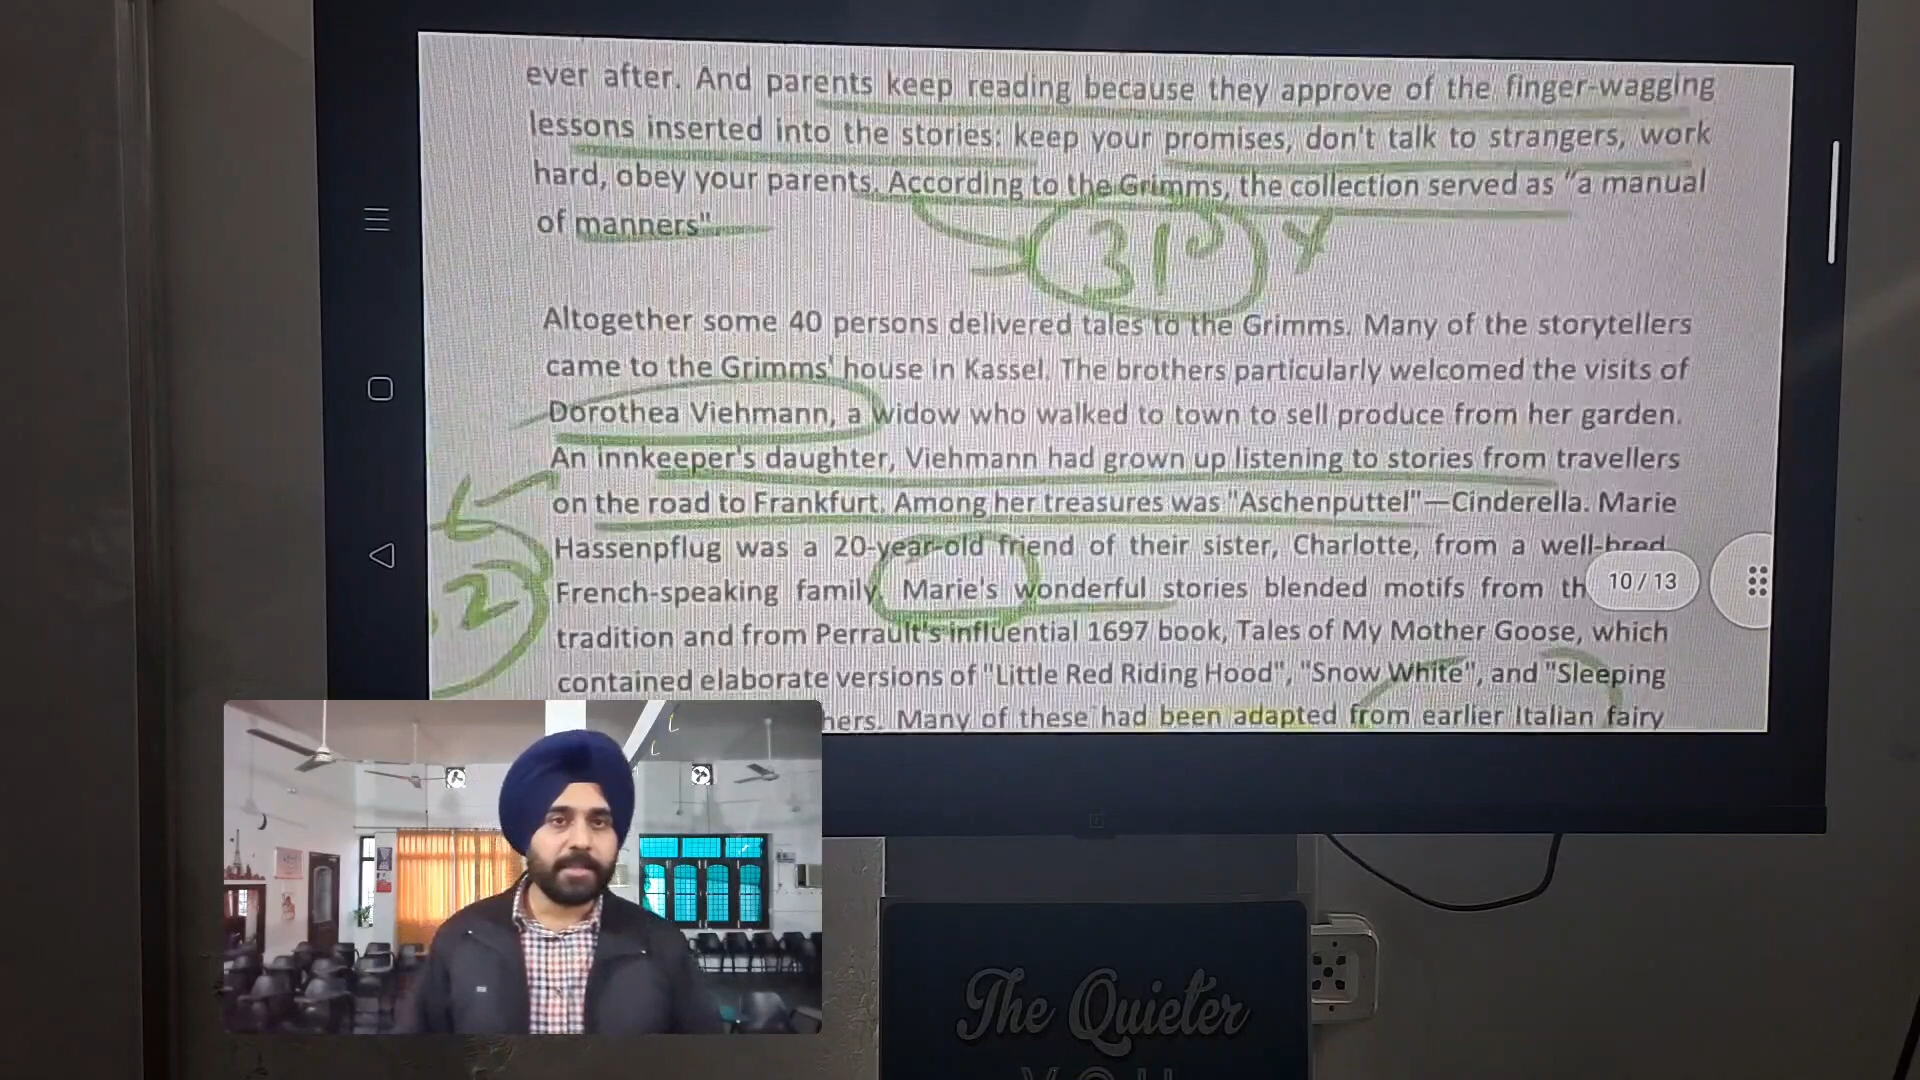 ever after. And parents keep reading because they approve of the finger-wagging
lessons inserted into the stories: keep your promises, don't talk to strangers, work
hard, obey your parents. According to the Grimms, the collection served as "a manual
of manners".
31
Altogether some 40 persons delivered tales to the Grimms. Many of the storytellers
came to the Grimms' house in Kassel. The brothers particularly welcomed the visits of
Dorothea Viehmann, a widow who walked to town to sell produce from her garden.
An innkeeper's daughter, Viehmann had grown up listening to stories from travellers
on the road to Frankfurt. Among her treasures was "Aschenputtel"—Cinderella. Marie
Hassenpflug was a 20-year-old friend of their sister, Charlotte, from a well-bred
French-speaking family. Marie's wonderful stories blended motifs from th
10 / 13
2
tradition and from Perrault's influential 1697 book, Tales of My Mother Goose, which
contained elaborate versions of "Little Red Riding Hood", "Snow White", and "Sleeping
hers. Many of these had been adapted from earlier Italian fairy
The Quieter
YOU